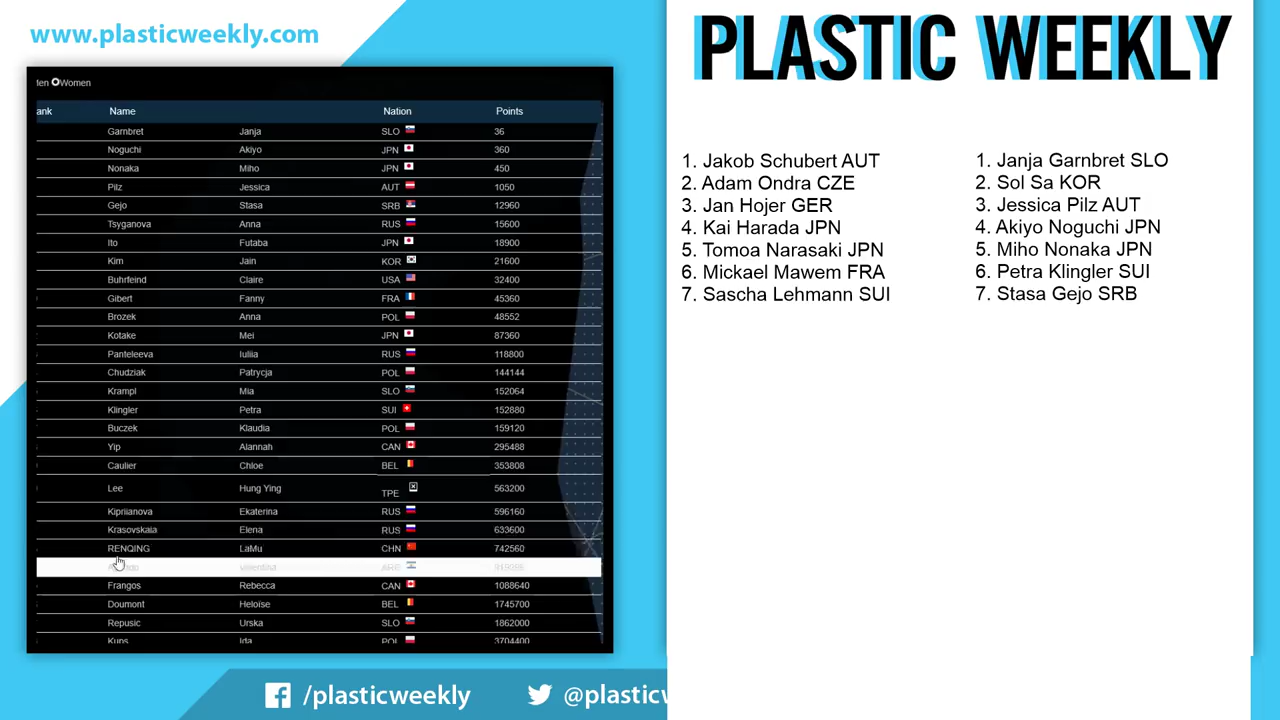 www.plasticweekly.com
PLASTIC WEEKLY
Women
ank Name Nation Points
Garnbret Janja SLO 36
Noguchi Akiyo JPN 360
Nonaka Miho JPN 450
Pilz Jessica AUT 1050
Gejo Stasa SRB 12960
Tsyganova Anna RUS 15600
Ito Futaba JPN 18900
Kim Jain KOR 21600
Buhrfeind Claire USA 32400
Gibert Fanny FRA 45360
Brozek Anna POL 48552
Kotake Mei JPN 87360
Panteleeva Iuliia RUS 118800
Chudziak Patrycja POL 144144
Krampl Mia SLO 152064
Klingler Petra SUI 152880
Buczek Klaudia POL 159120
Yip Alannah CAN 295488
Caulier Chloe BEL 353808
Lee Hung Ying TPE 563200
Kipriianova Ekaterina RUS 596160
Krasovskaia Elena RUS 633600
RENQING LaMu CHN 742560
Frangos Rebecca CAN 1088640
Doumont Heloïse BEL 1745700
Repusic Urska SLO 1862000
Kups Ida POL 3704400
1. Jakob Schubert AUT
2. Adam Ondra CZE
3. Jan Hojer GER
4. Kai Harada JPN
5. Tomoa Narasaki JPN
6. Mickael Mawem FRA
7. Sascha Lehmann SUI
1. Janja Garnbret SLO
2. Sol Sa KOR
3. Jessica Pilz AUT
4. Akiyo Noguchi JPN
5. Miho Nonaka JPN
6. Petra Klingler SUI
7. Stasa Gejo SRB
/plasticweekly
@plasticw